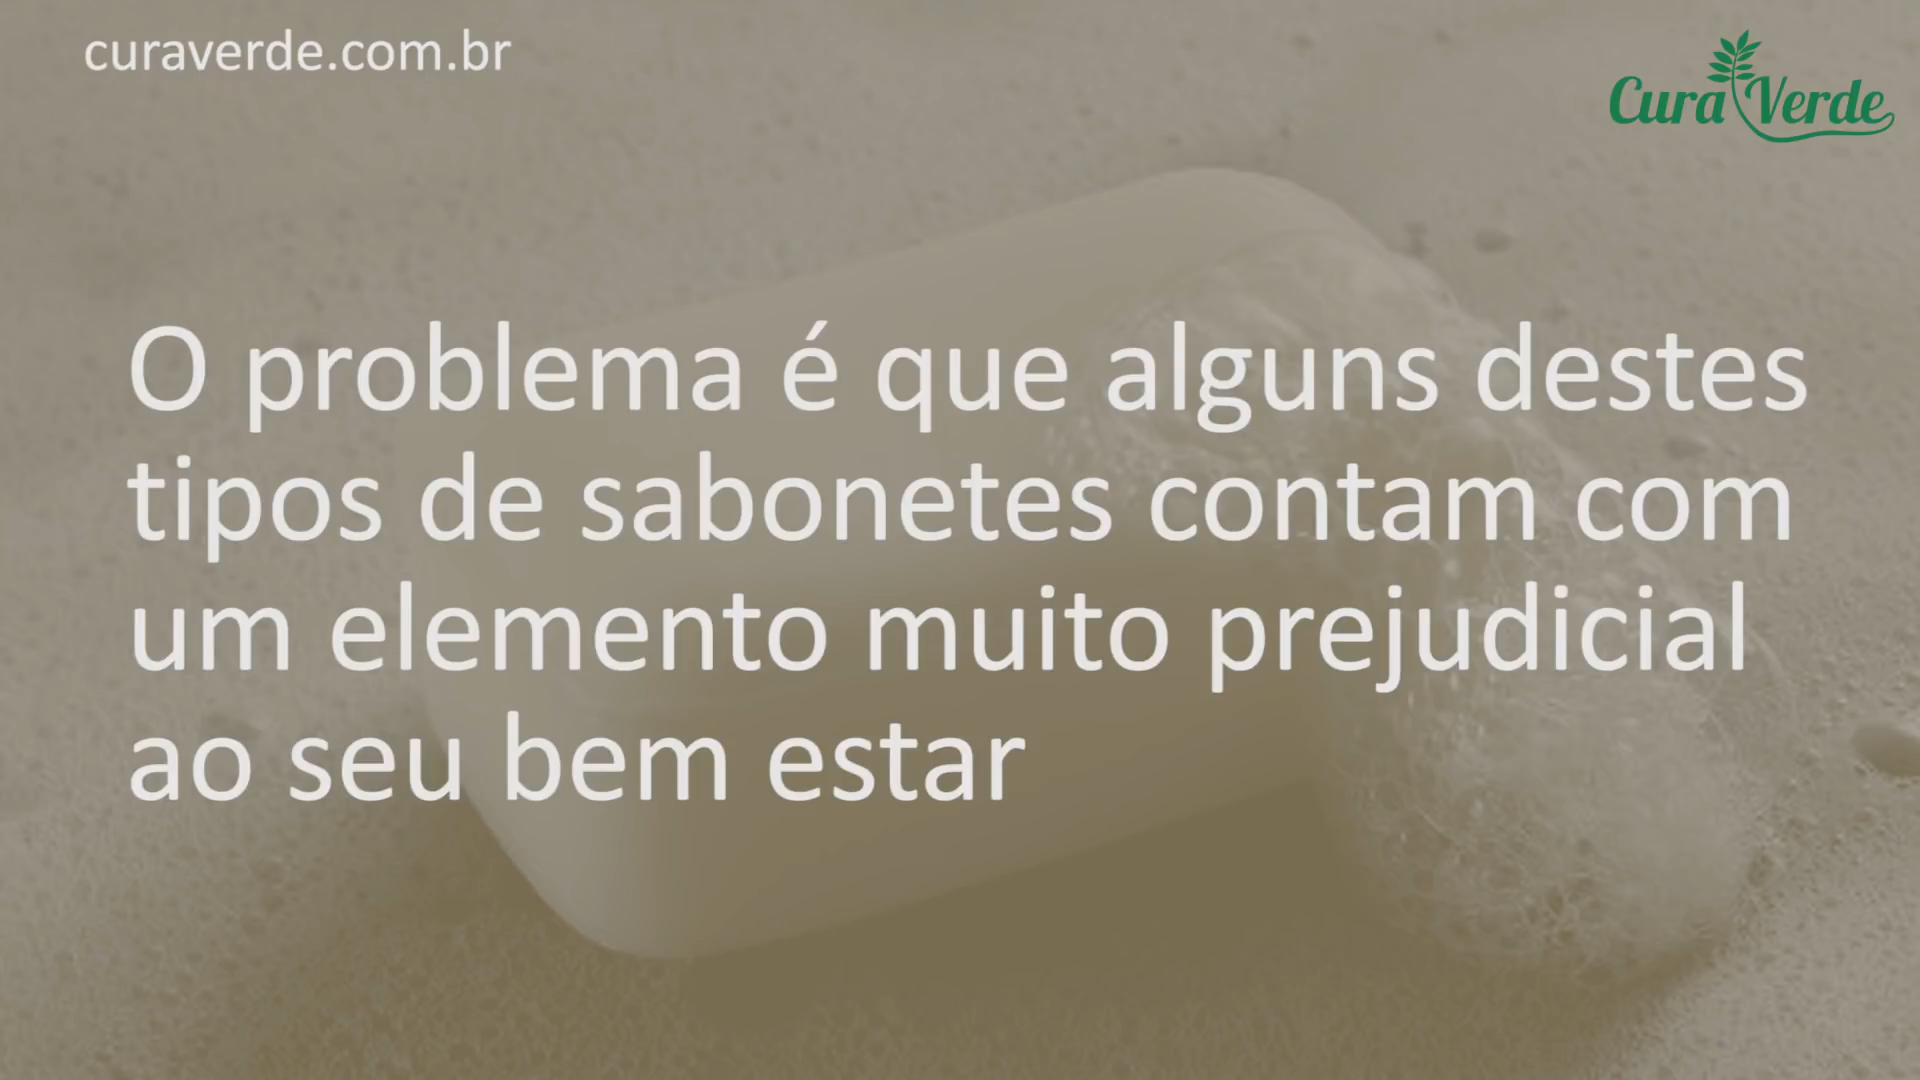 curaverde.com.br
Cura Verde
O problema é que alguns destes
tipos de sabonetes contam com
um elemento muito prejudicial
ao seu bem estar